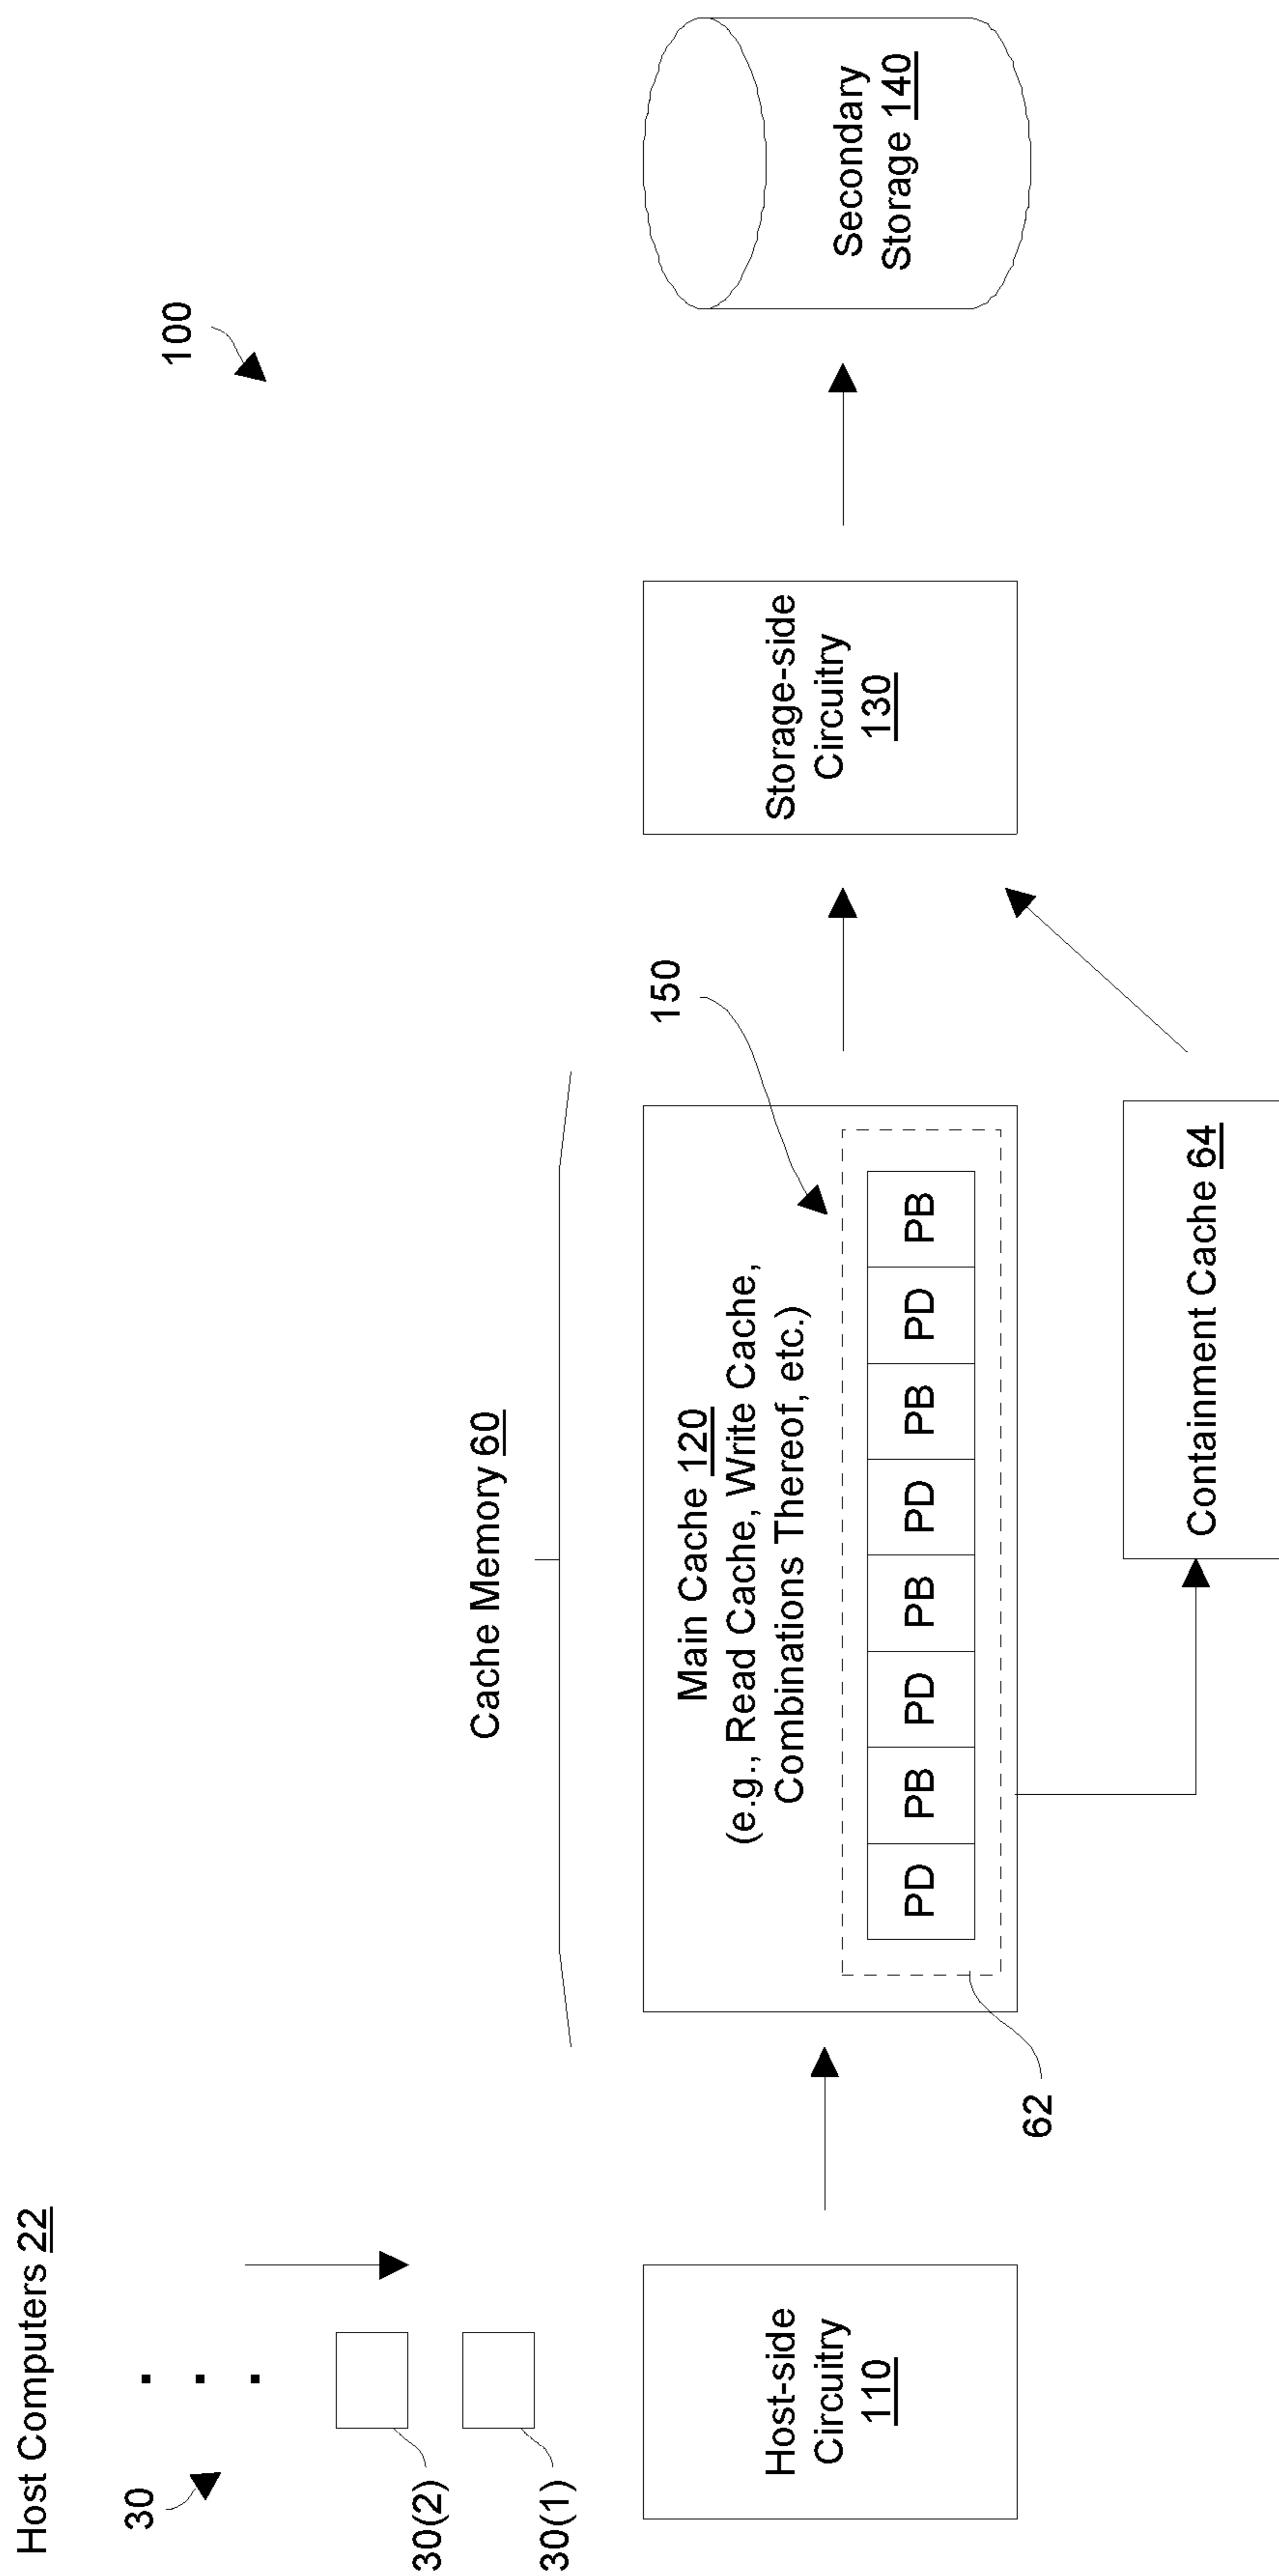 Host Computers 22
30
30(2)
30(1)
100
Cache Memory 60
Host-side
Circuitry
110
Main Cache 120
(e.g., Read Cache, Write Cache,
Combinations Thereof, etc.)
150
PD PB PD PB PD PB PD PB
62
Containment Cache 64
Storage-side
Circuitry
130
Secondary
Storage 140